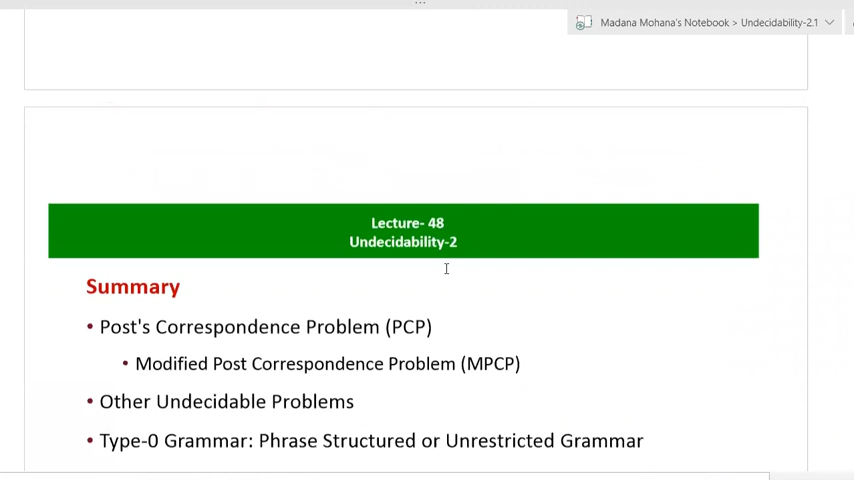 Madana Mohana's Notebook > Undecidability-2.1
Lecture- 48
Undecidability-2
Summary
• Post's Correspondence Problem (PCP)
• Modified Post Correspondence Problem (MPCP)
• Other Undecidable Problems
• Type-0 Grammar: Phrase Structured or Unrestricted Grammar